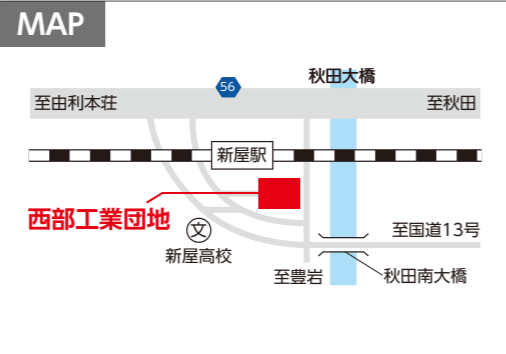 MAP
56
秋田大橋
至由利本荘
至秋田
新屋駅
西部工業団地
文
新屋高校
至国道13号
至豊岩
秋田南大橋